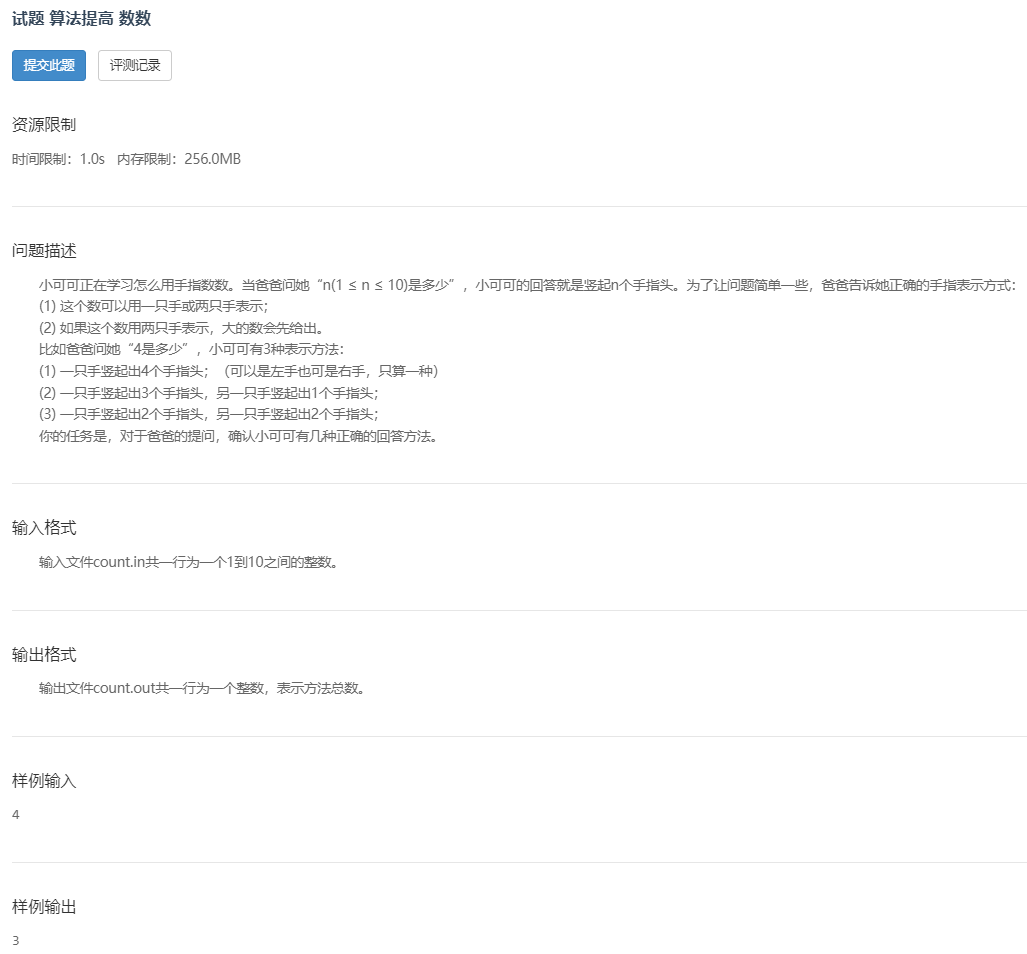 试题 算法提高 数数
提交此题 评测记录
资源限制
时间限制：1.0s 内存限制：256.0MB
问题描述
小可可正在学习怎么用手指数数。当爸爸问她“n(1 ≤ n ≤ 10)是多少”，小可可的回答就是竖起n个手指头。为了让问题简单一些，爸爸告诉她正确的手指表示方式：
(1) 这个数可以用一只手或两只手表示；
(2) 如果这个数用两只手表示，大的数会先给出。
比如爸爸问她“4是多少”，小可可有3种表示方法：
(1) 一只手竖起出4个手指头；（可以是左手也可是右手，只算一种）
(2) 一只手竖起出3个手指头，另一只手竖起出1个手指头；
(3) 一只手竖起出2个手指头，另一只手竖起出2个手指头；
你的任务是，对于爸爸的提问，确认小可可有几种正确的回答方法。
输入格式
输入文件count.in共一行为一个1到10之间的整数。
输出格式
输出文件count.out共一行为一个整数，表示方法总数。
样例输入
4
样例输出
3